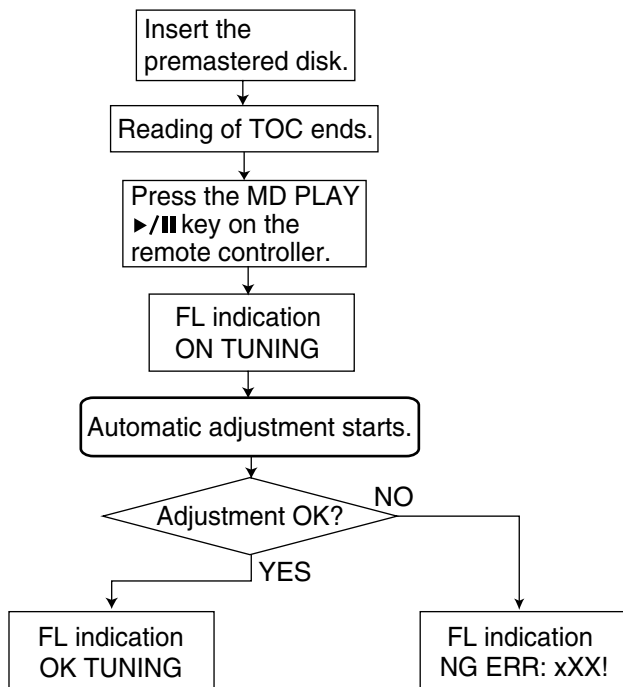 Insert the
premastered disk.
Reading of TOC ends.
Press the MD PLAY
►/II key on the
remote controller.
FL indication
ON TUNING
Automatic adjustment starts.
Adjustment OK?
NO
YES
FL indication
OK TUNING
FL indication
NG ERR: xXX!